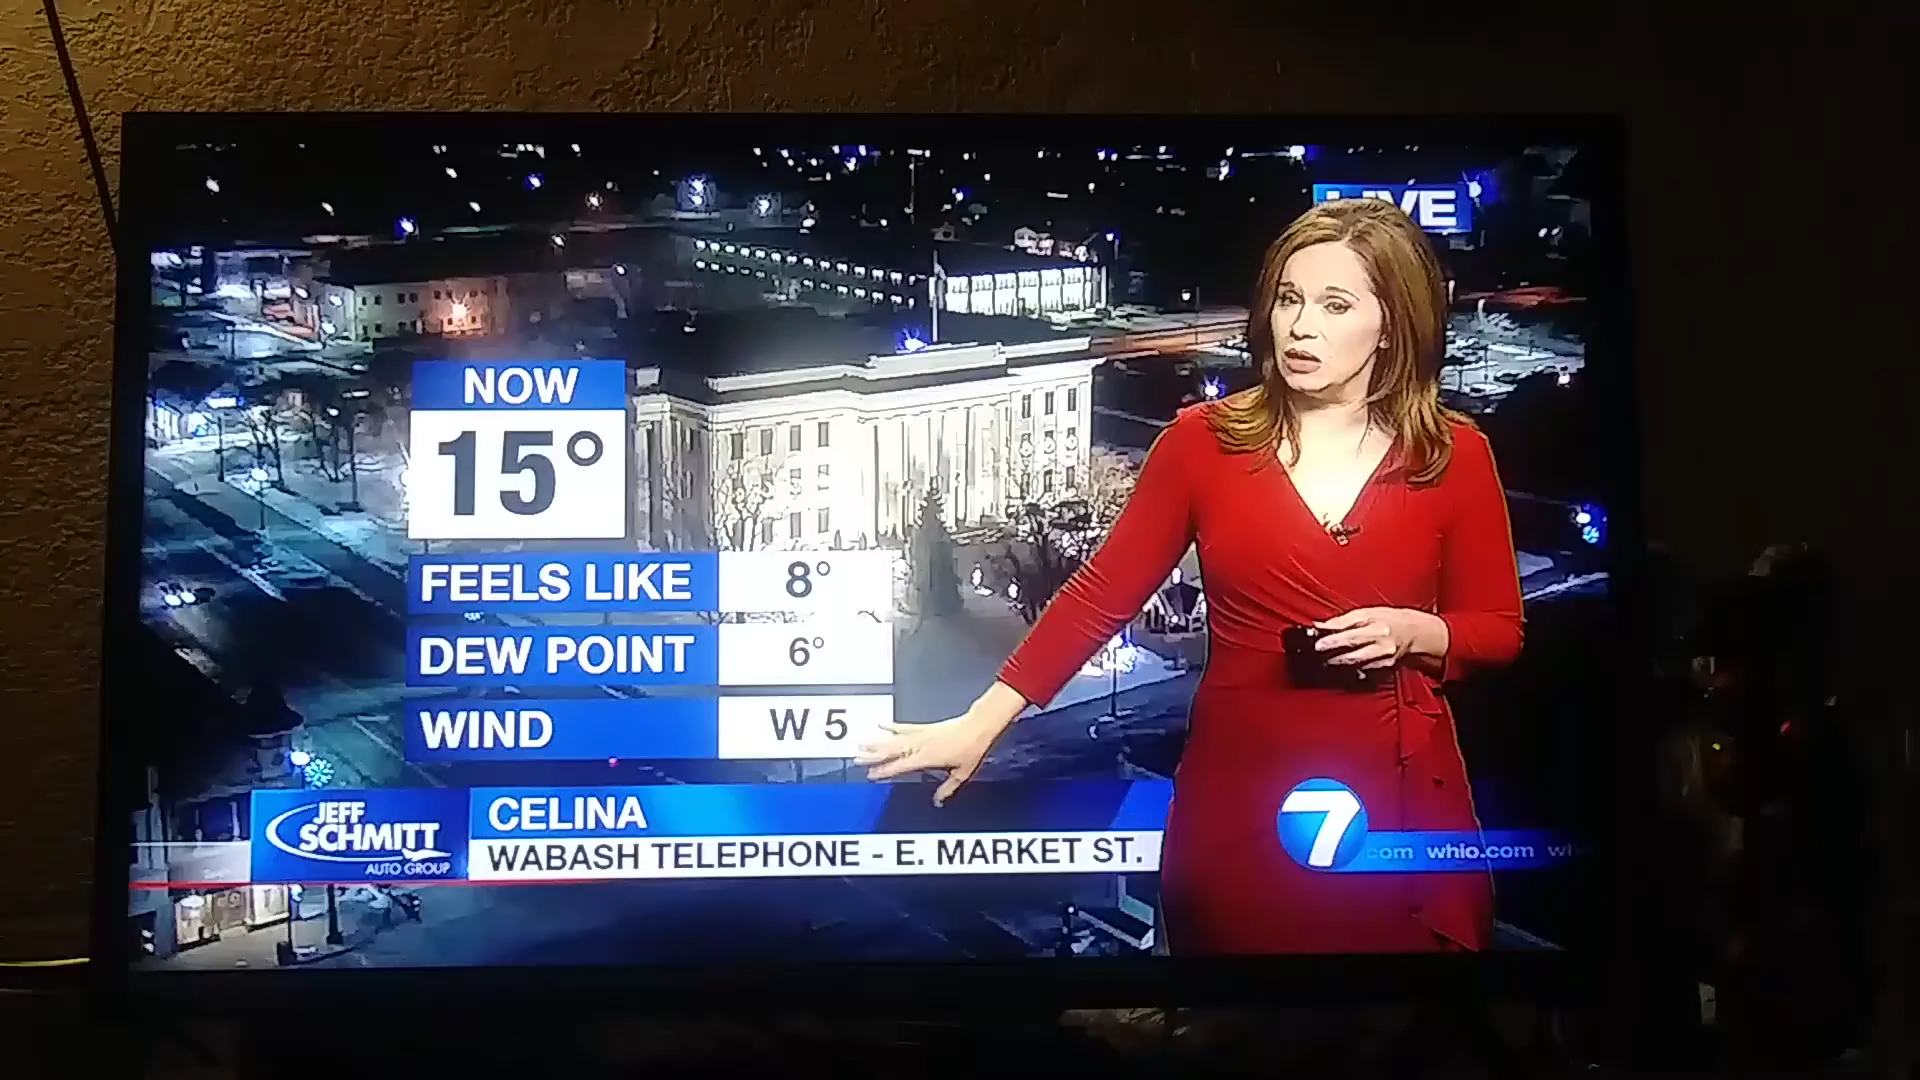 LIVE
NOW
15°
FEELS LIKE 8°
DEW POINT 6°
WIND W 5
JEFF
SCHMITT
AUTO GROUP
CELINA
WABASH TELEPHONE - E. MARKET ST.
7
com whio.com